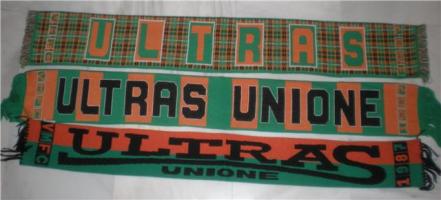 ULTRAS
ULTRAS UNIONE
VMFC ULTRAS 1987
UNIONE